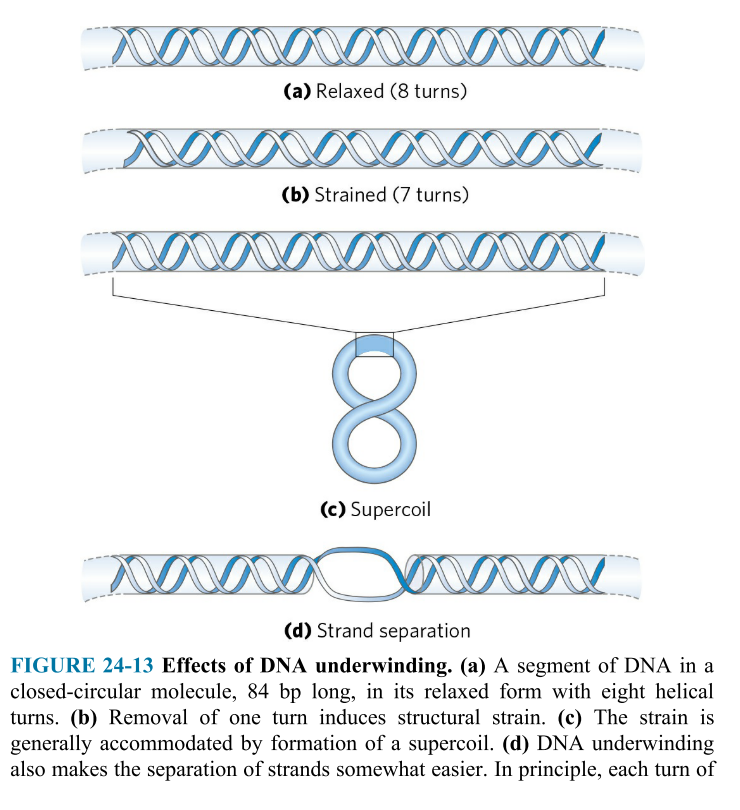 (a) Relaxed (8 turns)
(b) Strained (7 turns)
(c) Supercoil
(d) Strand separation
FIGURE 24-13 Effects of DNA underwinding. (a) A segment of DNA in a
closed-circular molecule, 84 bp long, in its relaxed form with eight helical
turns. (b) Removal of one turn induces structural strain. (c) The strain is
generally accommodated by formation of a supercoil. (d) DNA underwinding
also makes the separation of strands somewhat easier. In principle, each turn of